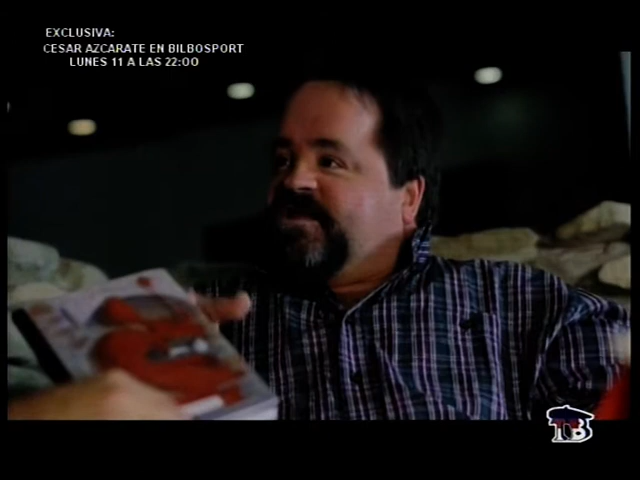 EXCLUSIVA:
CESAR AZCARATE EN BILBOSPORT
LUNES 11 A LAS 22:00